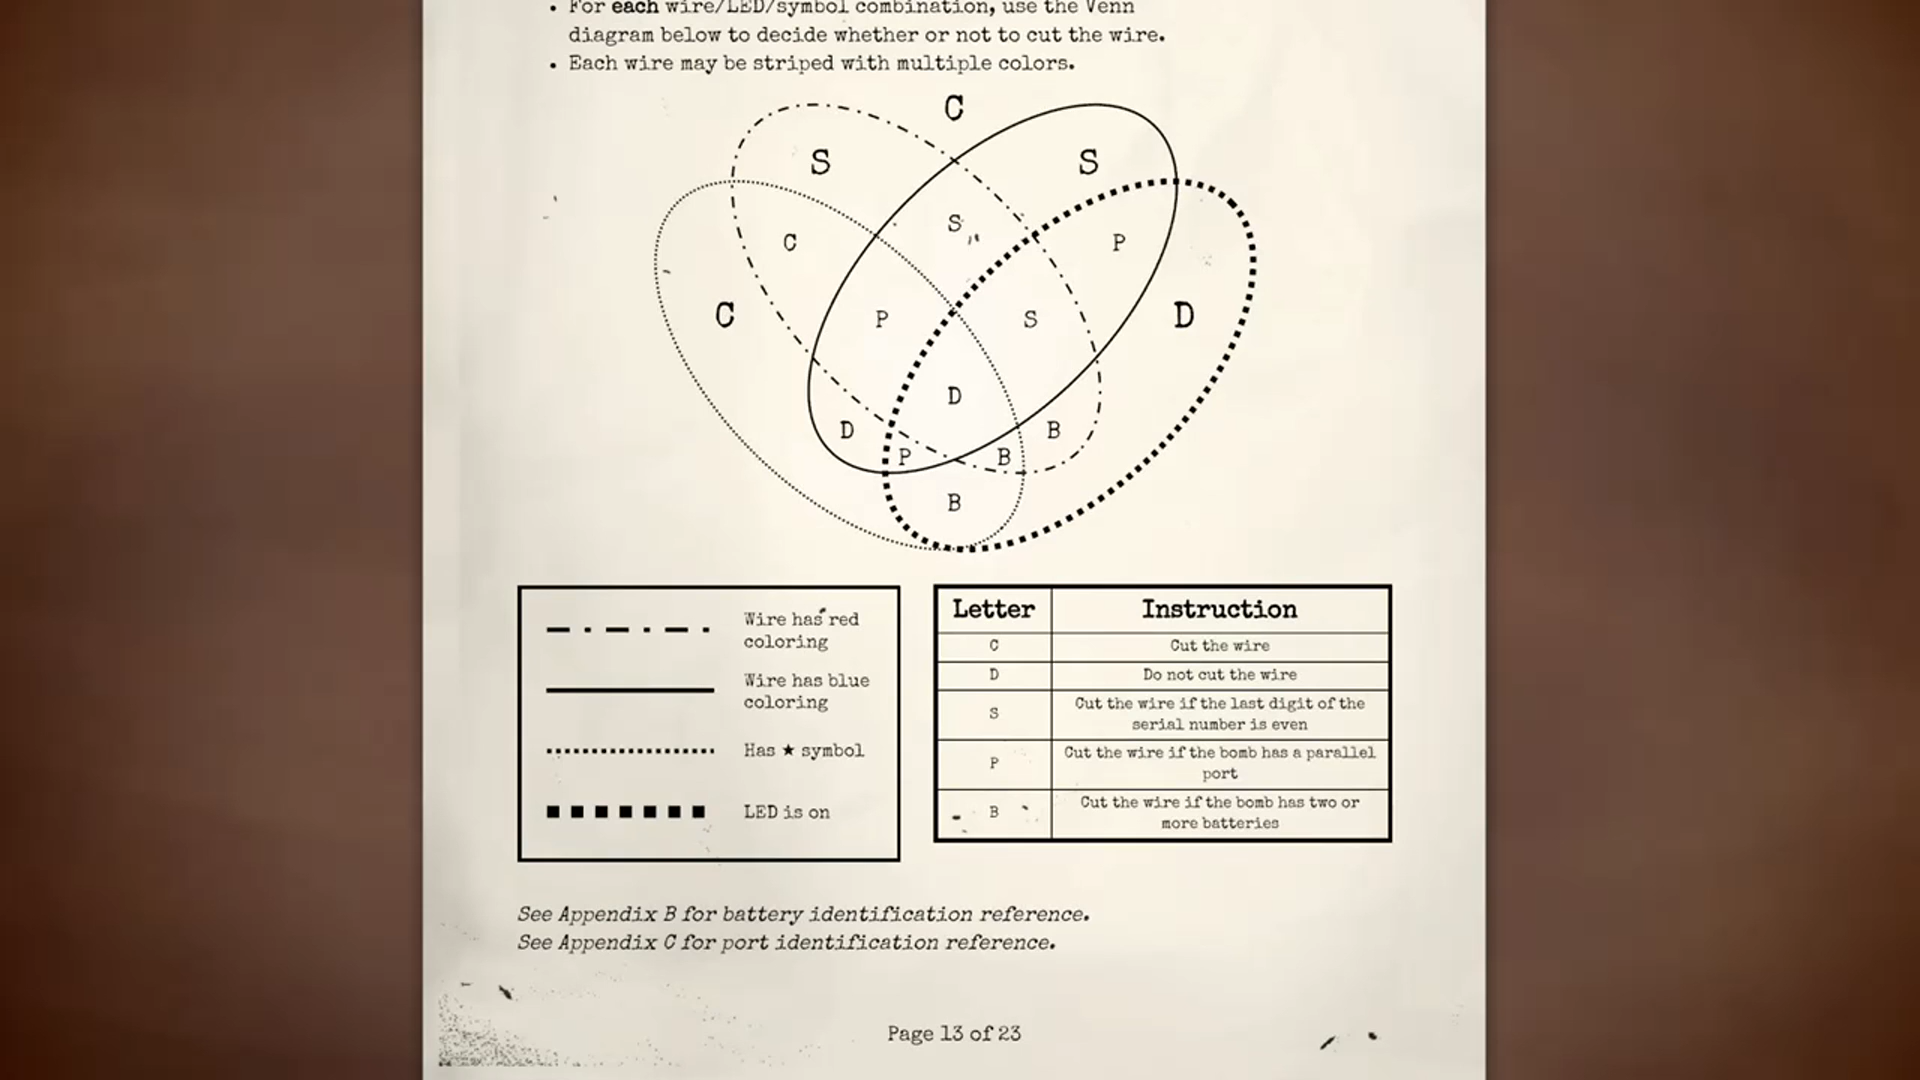 • For each wire/LED/symbol combination, use the Venn
diagram below to decide whether or not to cut the wire.
• Each wire may be striped with multiple colors.
C
S
S
S
C
P
C
P
S
D
D
D
B
P
B
B
Wire has red
coloring
Wire has blue
coloring
Has ★ symbol
LED is on
Letter Instruction
C Cut the wire
D Do not cut the wire
S Cut the wire if the last digit of the
serial number is even
P Cut the wire if the bomb has a parallel
port
B Cut the wire if the bomb has two or
more batteries
See Appendix B for battery identification reference.
See Appendix C for port identification reference.
Page 13 of 23